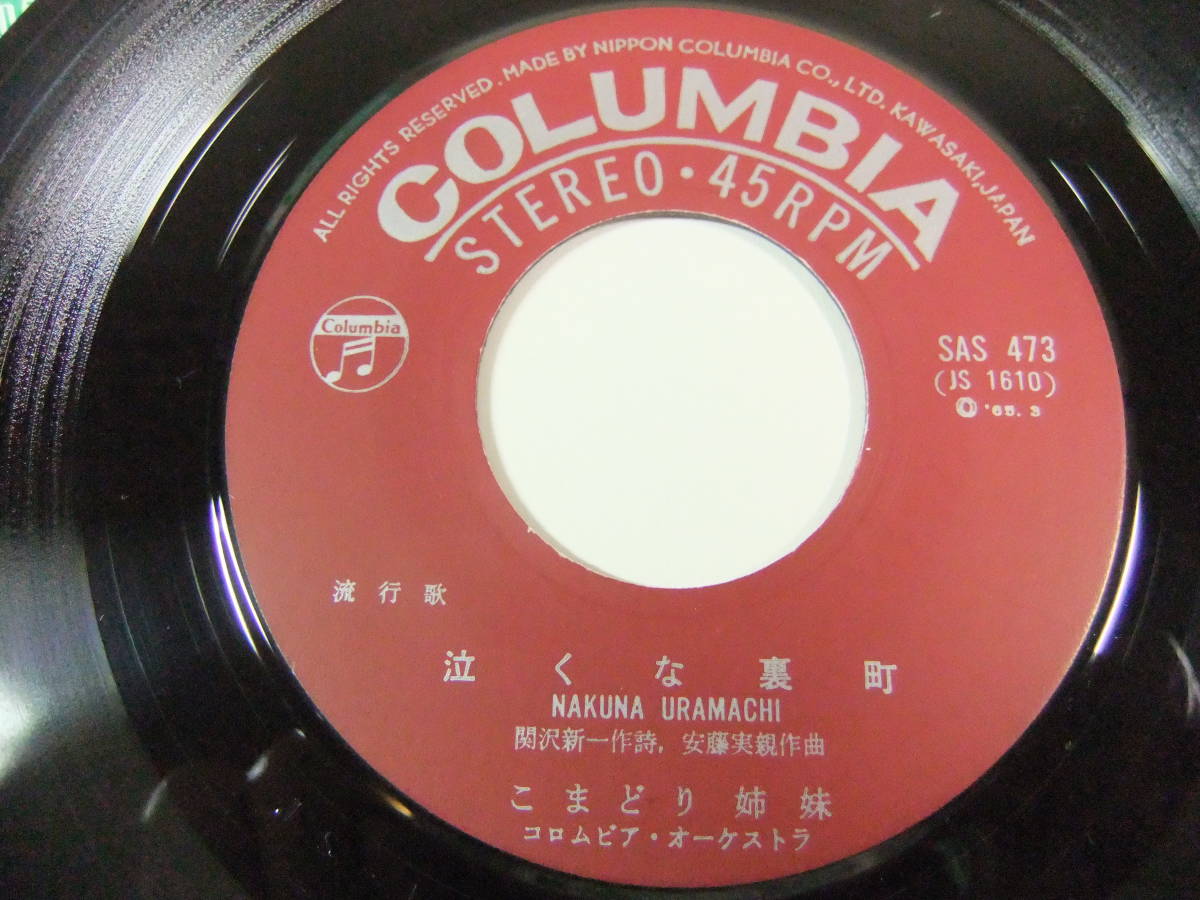 ALL RIGHTS RESERVED. MADE BY NIPPON COLUMBIA CO., LTD. KAWASAKI, JAPAN
COLUMBIA
STEREO・45RPM
Columbia
SAS 473
(JS 1610)
Ⓟ '65. 3
流行歌
泣くな裏町
NAKUNA URAMACHI
関沢新一作詩, 安藤実親作曲
こまどり姉妹
コロムビア・オーケストラ